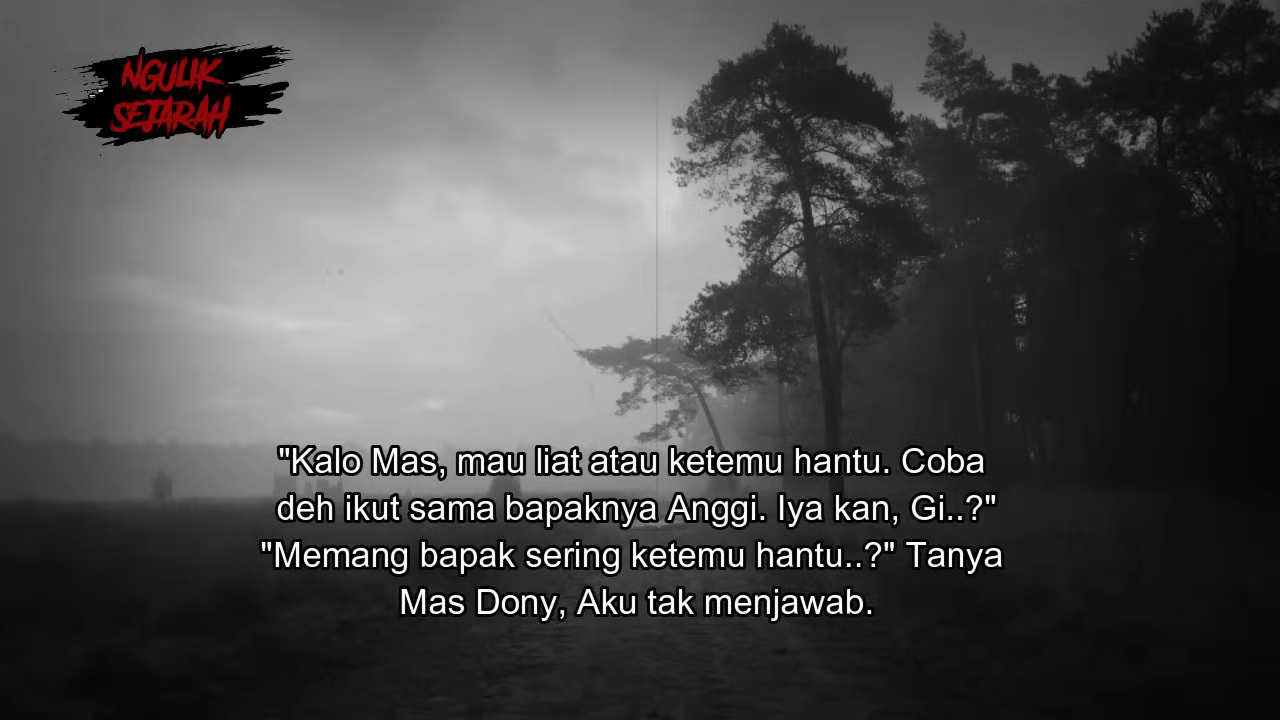 NGULIK
SEJARAH
"Kalo Mas, mau liat atau ketemu hantu. Coba
deh ikut sama bapaknya Anggi. Iya kan, Gi..?"
"Memang bapak sering ketemu hantu..?" Tanya
Mas Dony, Aku tak menjawab.